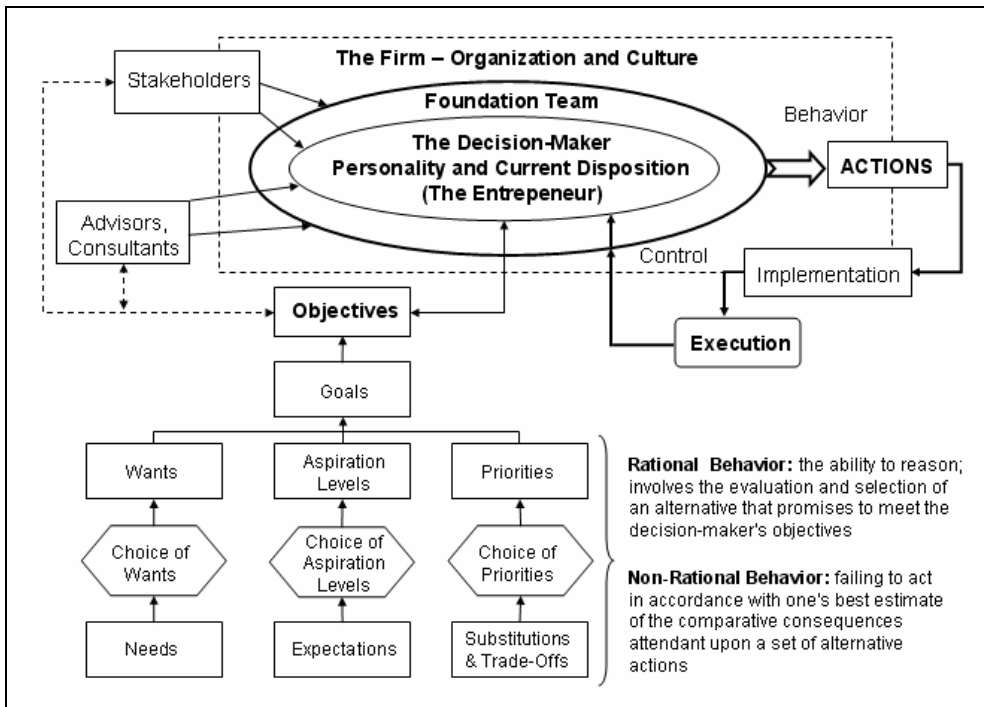 The Firm – Organization and Culture
Stakeholders
Foundation Team
Behavior
The Decision-Maker
Personality and Current Disposition
(The Entrepeneur)
ACTIONS
Advisors,
Consultants
Control
Implementation
Objectives
Execution
Goals
Wants
Aspiration
Levels
Priorities
Rational Behavior: the ability to reason;
involves the evaluation and selection of
an alternative that promises to meet the
decision-maker's objectives
Choice of
Wants
Choice of
Aspiration
Levels
Choice of
Priorities
Non-Rational Behavior: failing to act
in accordance with one's best estimate
of the comparative consequences
attendant upon a set of alternative
actions
Needs
Expectations
Substitutions
& Trade-Offs